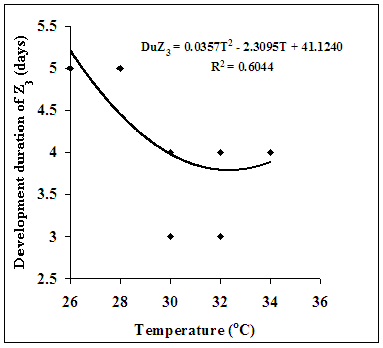 5.5
DuZ₃ = 0.0357T² - 2.3095T + 41.1240
R² = 0.6044
5
4.5
4
3.5
3
2.5
26 28 30 32 34 36
Development duration of Z₃ (days)
Temperature (°C)